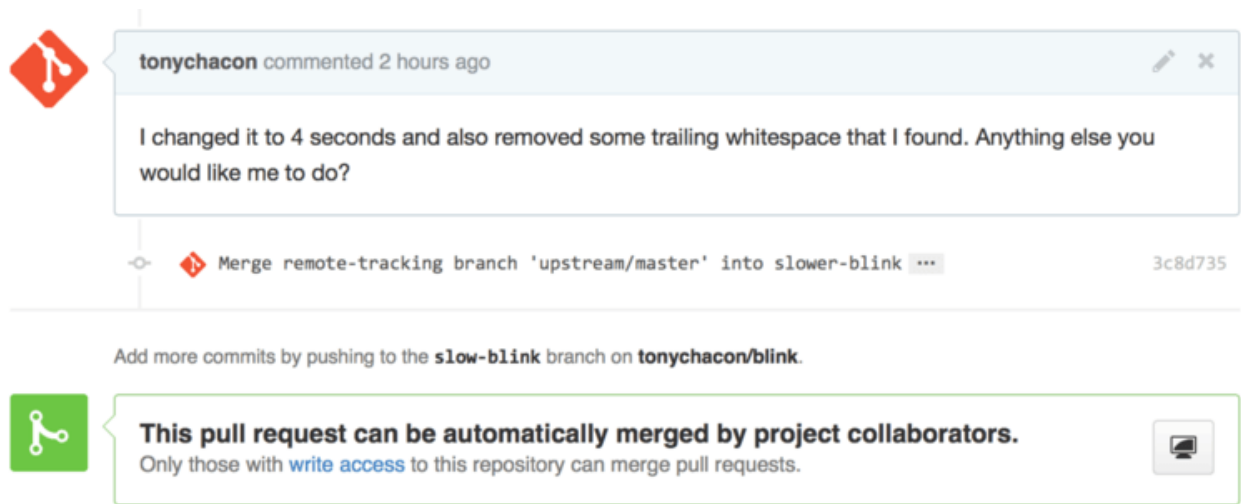 tonychacon commented 2 hours ago
I changed it to 4 seconds and also removed some trailing whitespace that I found. Anything else you
would like me to do?
Merge remote-tracking branch 'upstream/master' into slower-blink ... 3c8d735
Add more commits by pushing to the slow-blink branch on tonychacon/blink.
This pull request can be automatically merged by project collaborators.
Only those with write access to this repository can merge pull requests.